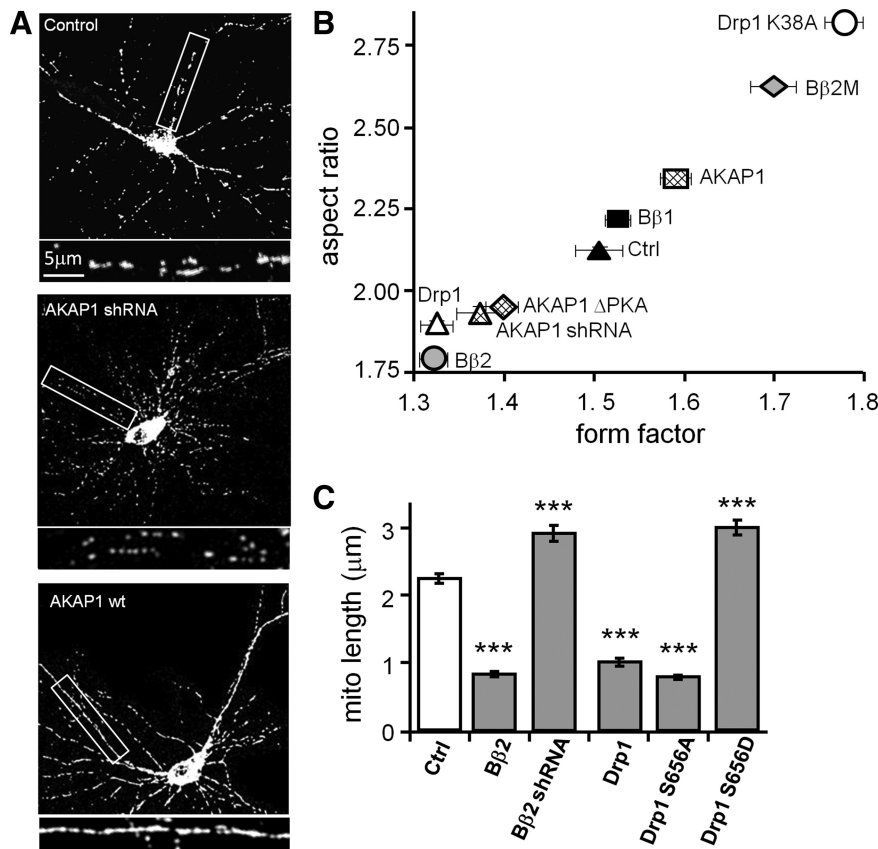 A
Control
5μm
AKAP1 shRNA
AKAP1 wt
B
aspect ratio
2.75
2.50
2.25
2.00
1.75
Drp1 K38A
Bβ2M
AKAP1
Bβ1
Ctrl
Drp1
AKAP1 ΔPKA
AKAP1 shRNA
Bβ2
1.3
1.4
1.5
1.6
1.7
1.8
form factor
C
mito length (μm)
3
2
1
0
***
***
***
***
***
Ctrl
Bβ2
Bβ2 shRNA
Drp1
Drp1 S656A
Drp1 S656D